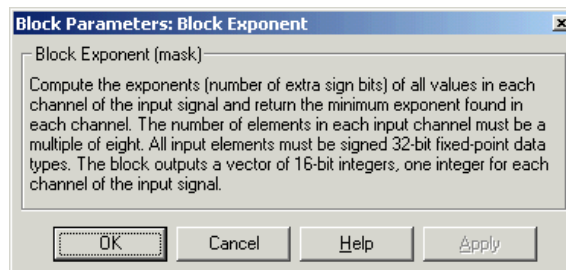 Block Parameters: Block Exponent
Block Exponent (mask)
Compute the exponents (number of extra sign bits) of all values in each
channel of the input signal and return the minimum exponent found in
each channel. The number of elements in each input channel must be a
multiple of eight. All input elements must be signed 32-bit fixed-point data
types. The block outputs a vector of 16-bit integers, one integer for each
channel of the input signal.
OK Cancel Help Apply